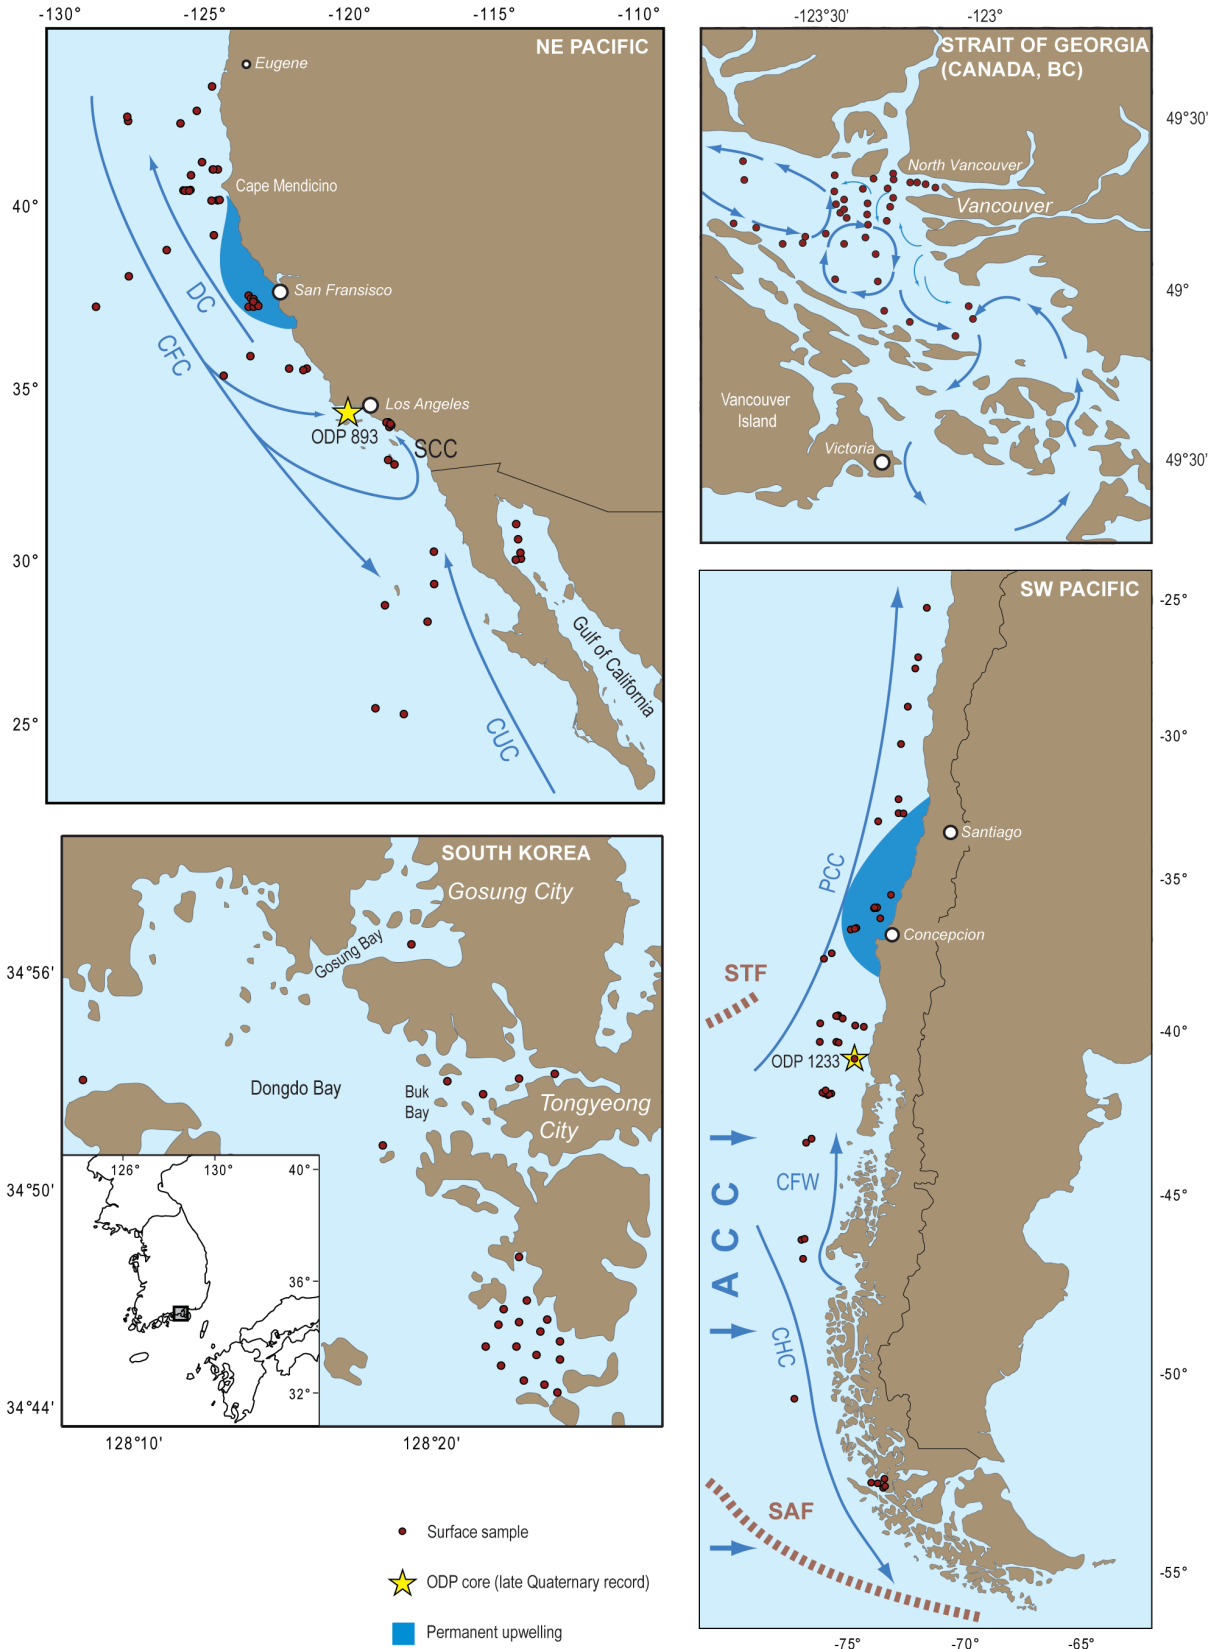 -130°
-125°
-120°
-115°
-110°
NE PACIFIC
Eugene
Cape Mendicino
40°
San Fransisco
DC
CFC
35°
Los Angeles
ODP 893
SCC
30°
Gulf of California
25°
CUC
-123°30'
-123°
STRAIT OF GEORGIA
(CANADA, BC)
49°30'
North Vancouver
Vancouver
49°
Vancouver
Island
Victoria
49°30'
SOUTH KOREA
Gosung City
Gosung Bay
34°56'
Dongdo Bay
Buk
Bay
Tongyeong
City
126°
130°
40°
34°50'
36°
32°
34°44'
128°10'
128°20'
SW PACIFIC
-25°
-30°
Santiago
PCC
-35°
Concepcion
STF
-40°
ODP 1233
CFW
-45°
ACC
CHC
-50°
SAF
-55°
-75°
-70°
-65°
Surface sample
ODP core (late Quaternary record)
Permanent upwelling